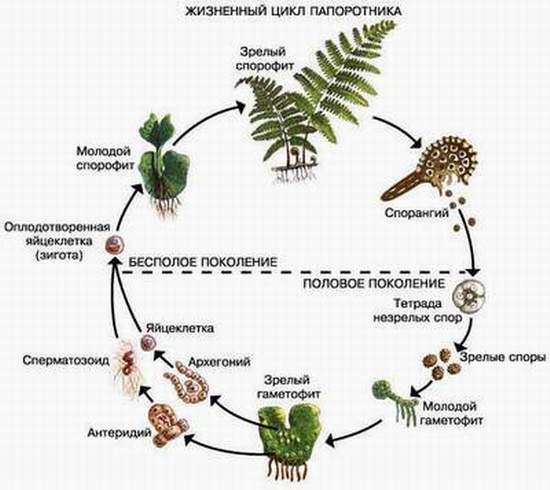 ЖИЗНЕННЫЙ ЦИКЛ ПАПОРОТНИКА
Зрелый
спорофит
Молодой
спорофит
Спорангий
Оплодотворенная
яйцеклетка
(зигота)
БЕСПОЛОЕ ПОКОЛЕНИЕ
ПОЛОВОЕ ПОКОЛЕНИЕ
Тетрада
незрелых спор
Яйцеклетка
Сперматозоид
Архегоний
Зрелые споры
Зрелый
гаметофит
Молодой
гаметофит
Антеридий